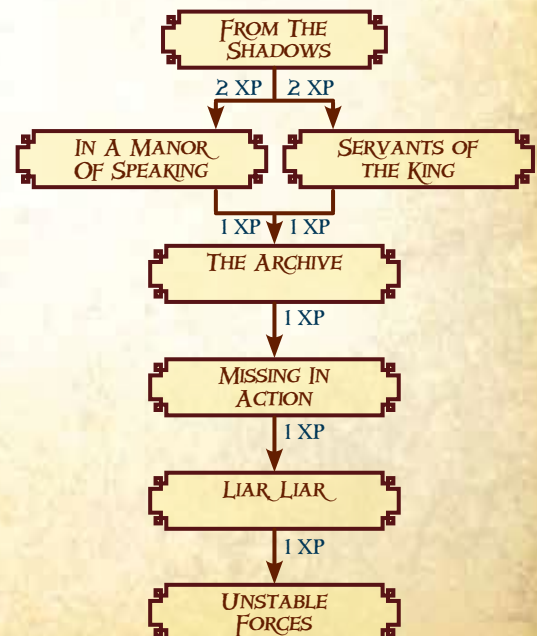 From The
Shadows
2 XP 2 XP
In A Manor
Of Speaking
Servants of
the King
1 XP 1 XP
The Archive
1 XP
Missing In
Action
1 XP
Liar Liar
1 XP
Unstable
Forces